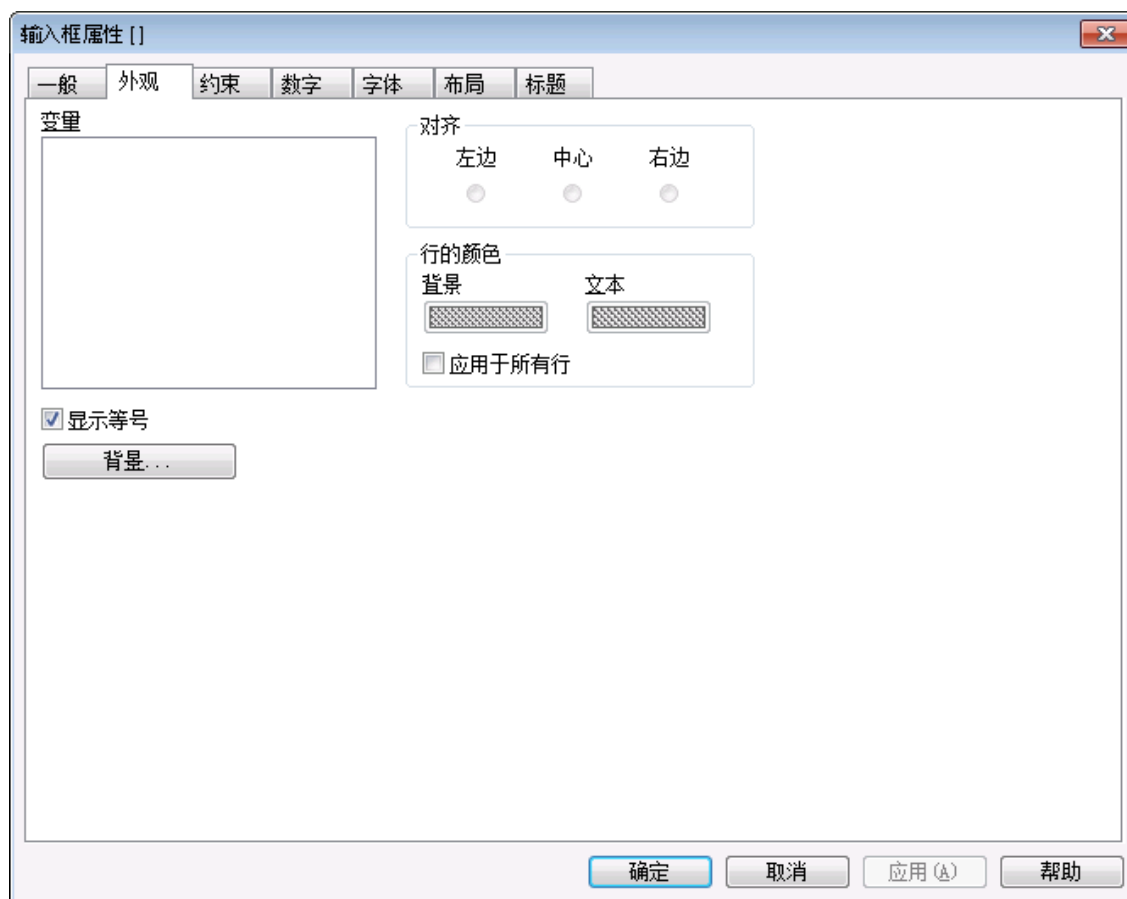 输入框属性 []
一般 外观 约束 数字 字体 布局 标题
变量
对齐
左边 中心 右边
行的颜色
背景 文本
应用于所有行
显示等号
背景...
确定 取消 应用(A) 帮助